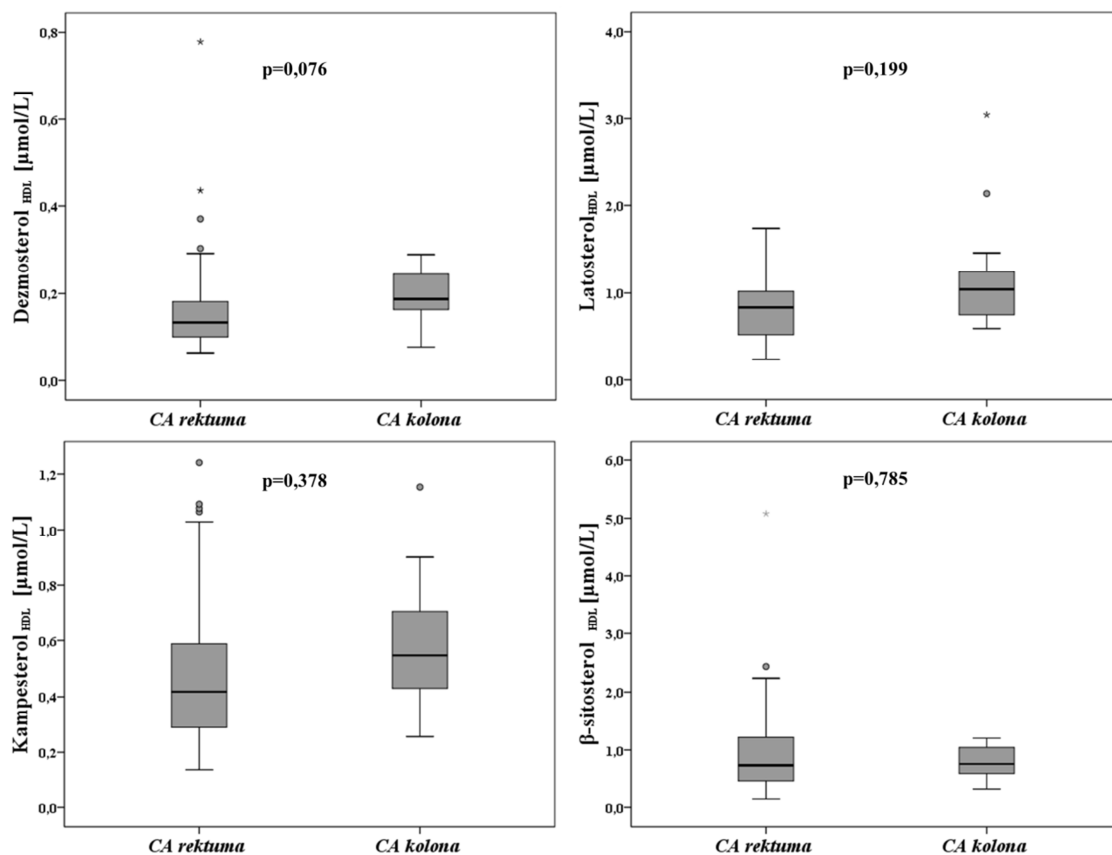 Dezmosterol HDL [µmol/L]
0,8
0,6
0,4
0,2
0,0
p=0,076
CA rektuma
CA kolona
Latosterol HDL [µmol/L]
4,0
3,0
2,0
1,0
0,0
p=0,199
CA rektuma
CA kolona
Kampesterol HDL [µmol/L]
1,2
1,0
0,8
0,6
0,4
0,2
0,0
p=0,378
CA rektuma
CA kolona
β-sitosterol HDL [µmol/L]
6,0
5,0
4,0
3,0
2,0
1,0
0,0
p=0,785
CA rektuma
CA kolona